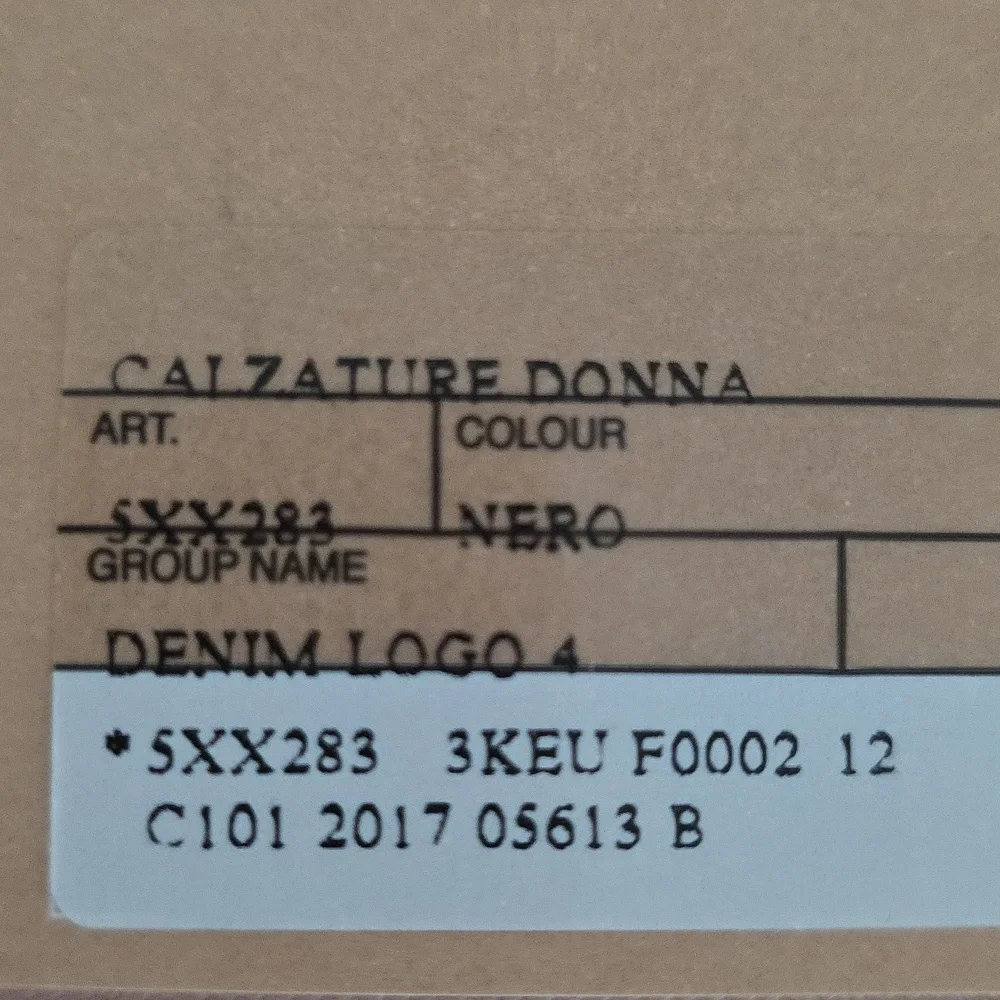 CALZATURE DONNA
ART. COLOUR
5XX283 NERO
GROUP NAME
DENIM LOGO 4
* 5XX283 3KEU F0002 12
C101 2017 05613 B